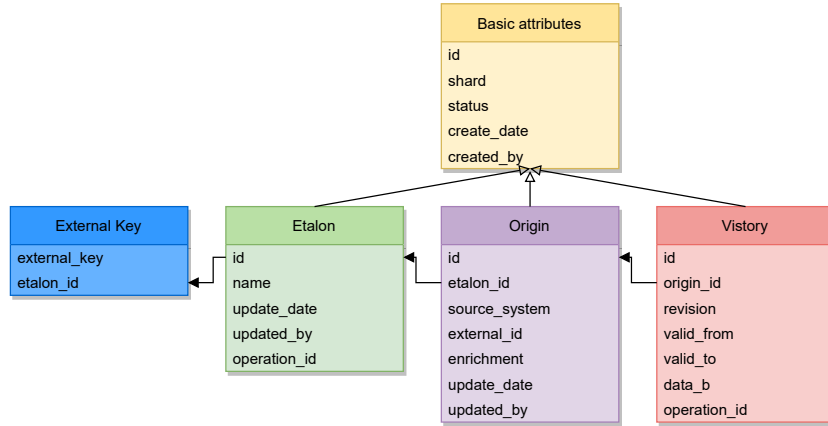 Basic attributes
id
shard
status
create_date
created_by
External Key
external_key
etalon_id
Etalon
id
name
update_date
updated_by
operation_id
Origin
id
etalon_id
source_system
external_id
enrichment
update_date
updated_by
Vistory
id
origin_id
revision
valid_from
valid_to
data_b
operation_id